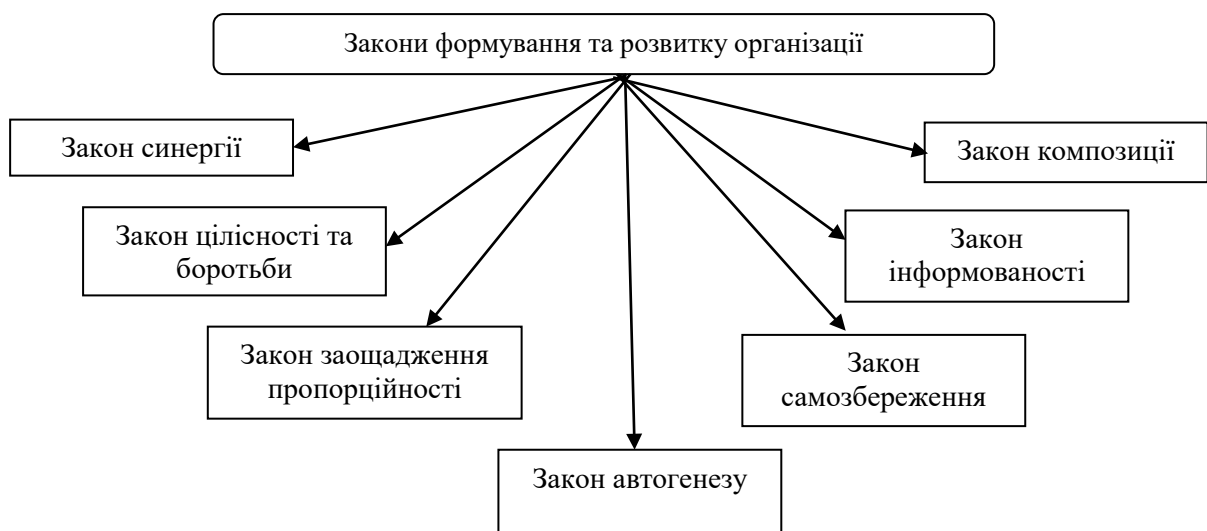 Закони формування та розвитку організації
Закон синергії
Закон композиції
Закон цілісності та
боротьби
Закон
інформованості
Закон заощадження
пропорційності
Закон
самозбереження
Закон автогенезу